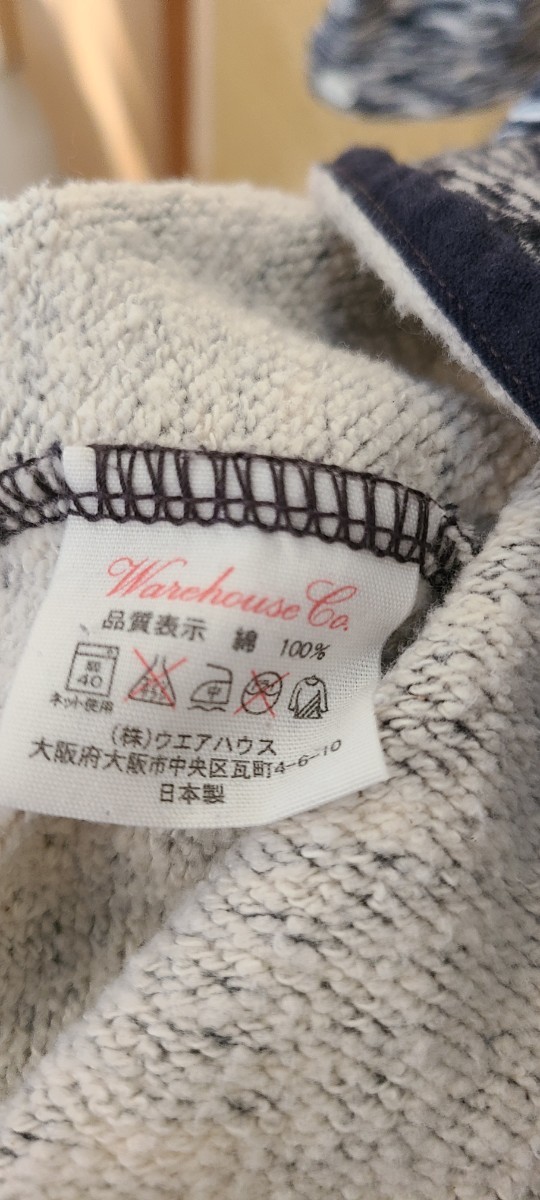 Warehouse Co.
品質表示 綿 100%
40 中
ネット使用
(株)ウエアハウス
大阪府大阪市中央区瓦町4-6-10
日本製